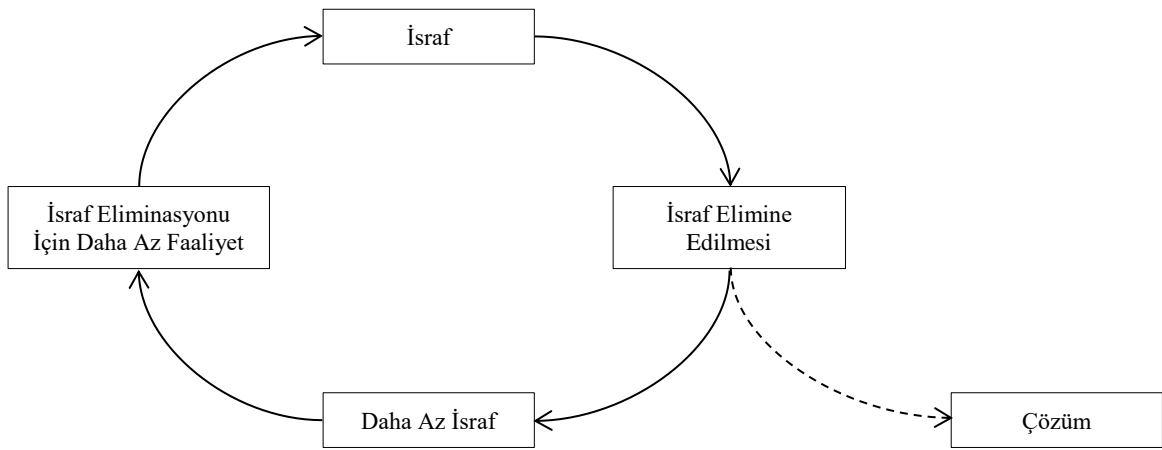 İsraf
İsraf Eliminasyonu
İçin Daha Az Faaliyet
İsraf Elimine
Edilmesi
Daha Az İsraf
Çözüm